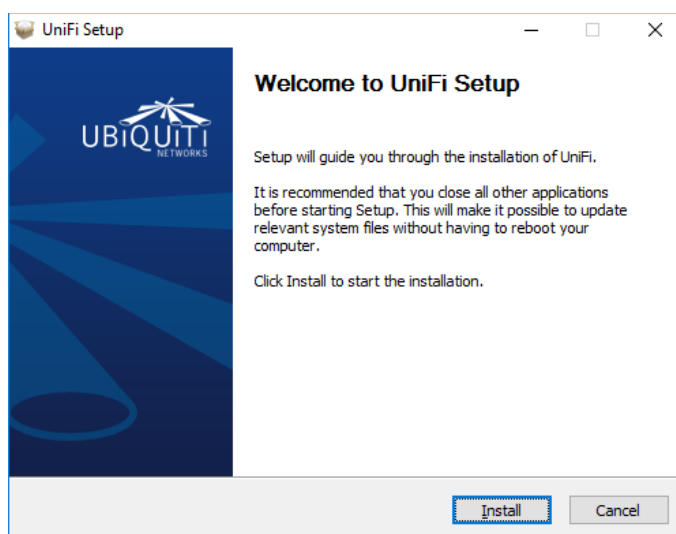 UniFi Setup
Welcome to UniFi Setup
UBiQUiTi
NETWORKS
Setup will guide you through the installation of UniFi.
It is recommended that you close all other applications
before starting Setup. This will make it possible to update
relevant system files without having to reboot your
computer.
Click Install to start the installation.
Install
Cancel